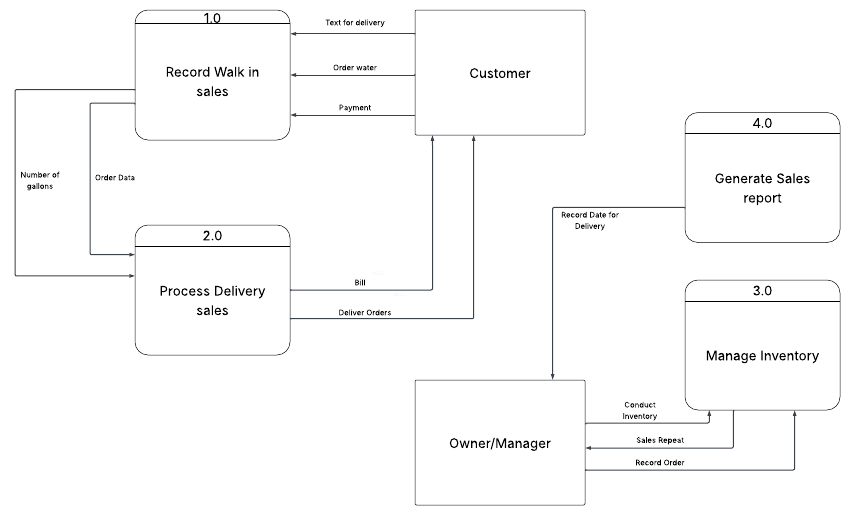 1.0
Record Walk in
sales
Text for delivery
Order water
Payment
Customer
4.0
Generate Sales
report
Number of
gallons
Order Data
Record Date for
Delivery
2.0
Process Delivery
sales
Bill
Deliver Orders
3.0
Manage Inventory
Owner/Manager
Conduct
Inventory
Sales Repeat
Record Order